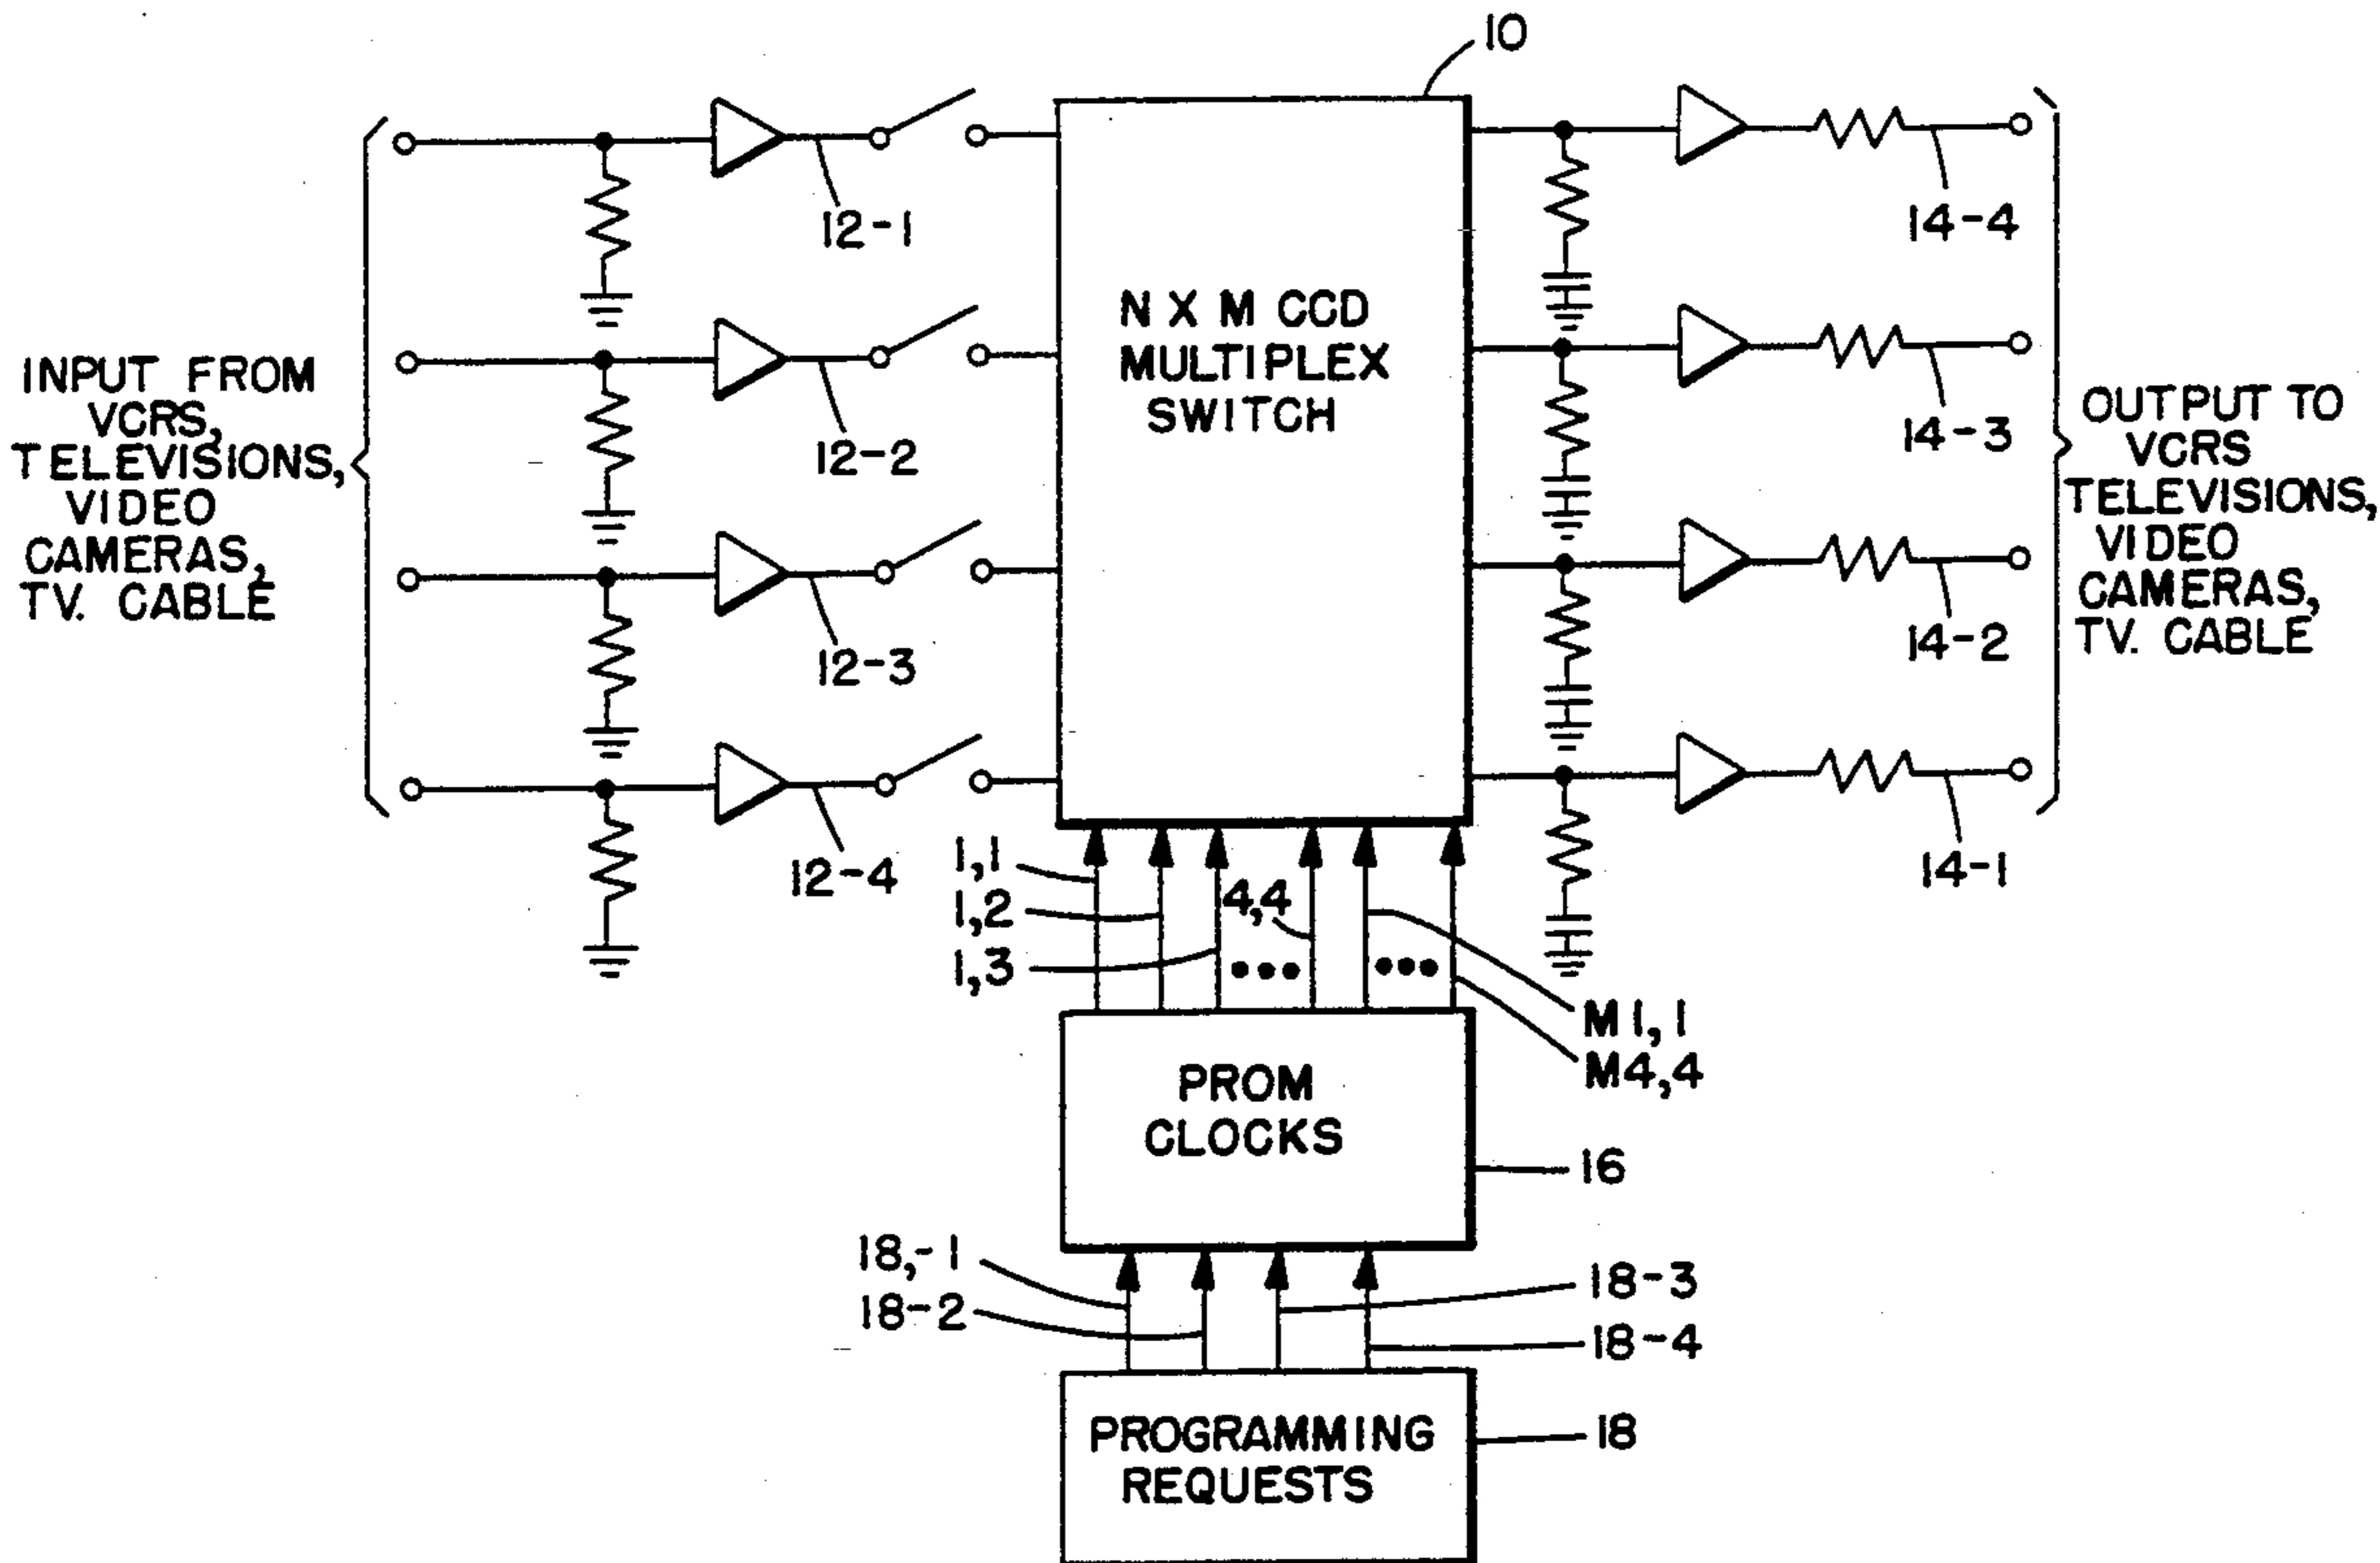 10
12-1
14-4
N X M CCD
MULTIPLEX
SWITCH
INPUT FROM
VCRS,
TELEVISIONS,
VIDEO
CAMERAS,
TV. CABLE
12-2
14-3
OUTPUT TO
VCRS
TELEVISIONS,
VIDEO
CAMERAS,
TV. CABLE
12-3
14-2
12-4
14-1
1,1
1,2
1,3
4,4
•••
•••
M1,1
M4,4
PROM
CLOCKS
16
18,-1
18-2
18-3
18-4
PROGRAMMING
REQUESTS
18